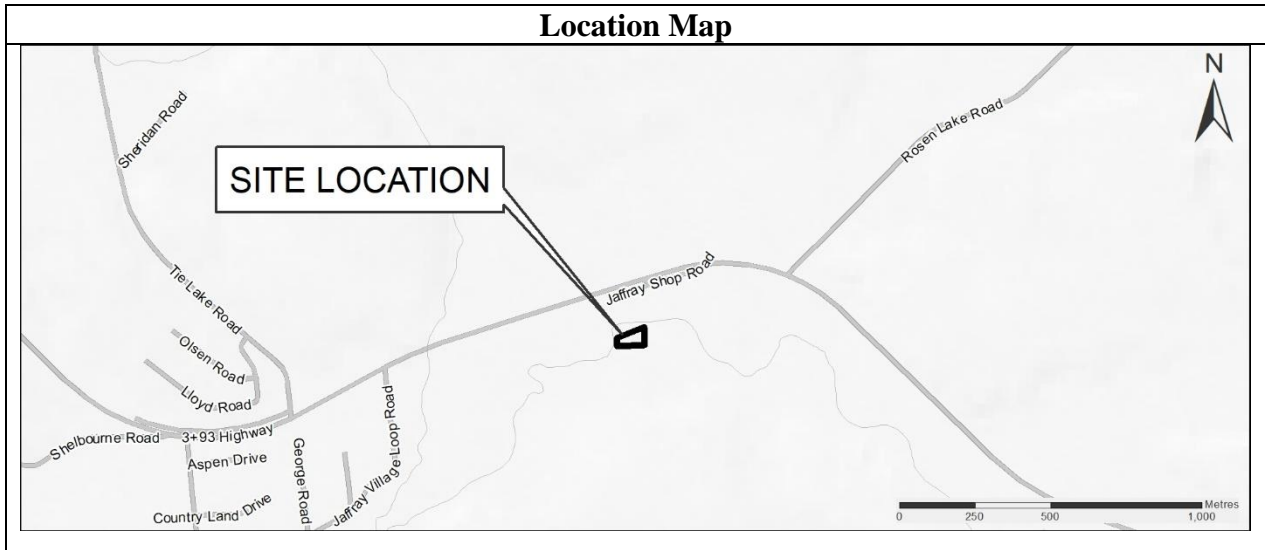 Location Map
N
Sheridan Road
Rosen Lake Road
SITE LOCATION
Jaffray Shop Road
Tie Lake Road
Olsen Road
Lloyd Road
Shelbourne Road
3+93 Highway
Aspen Drive
George Road
Jaffray Village Loop Road
Country Land Drive
Metres
0 250 500 1,000